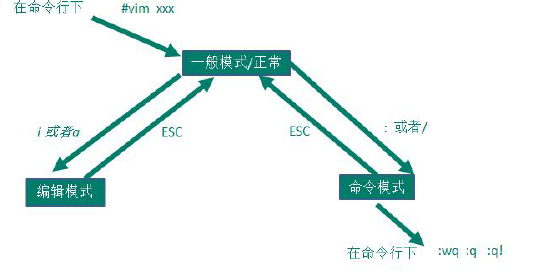 在命令行下 #vim xxx
一般模式/正常
i 或者a
ESC
ESC
: 或者/
编辑模式
命令模式
在命令行下 :wq :q :q!